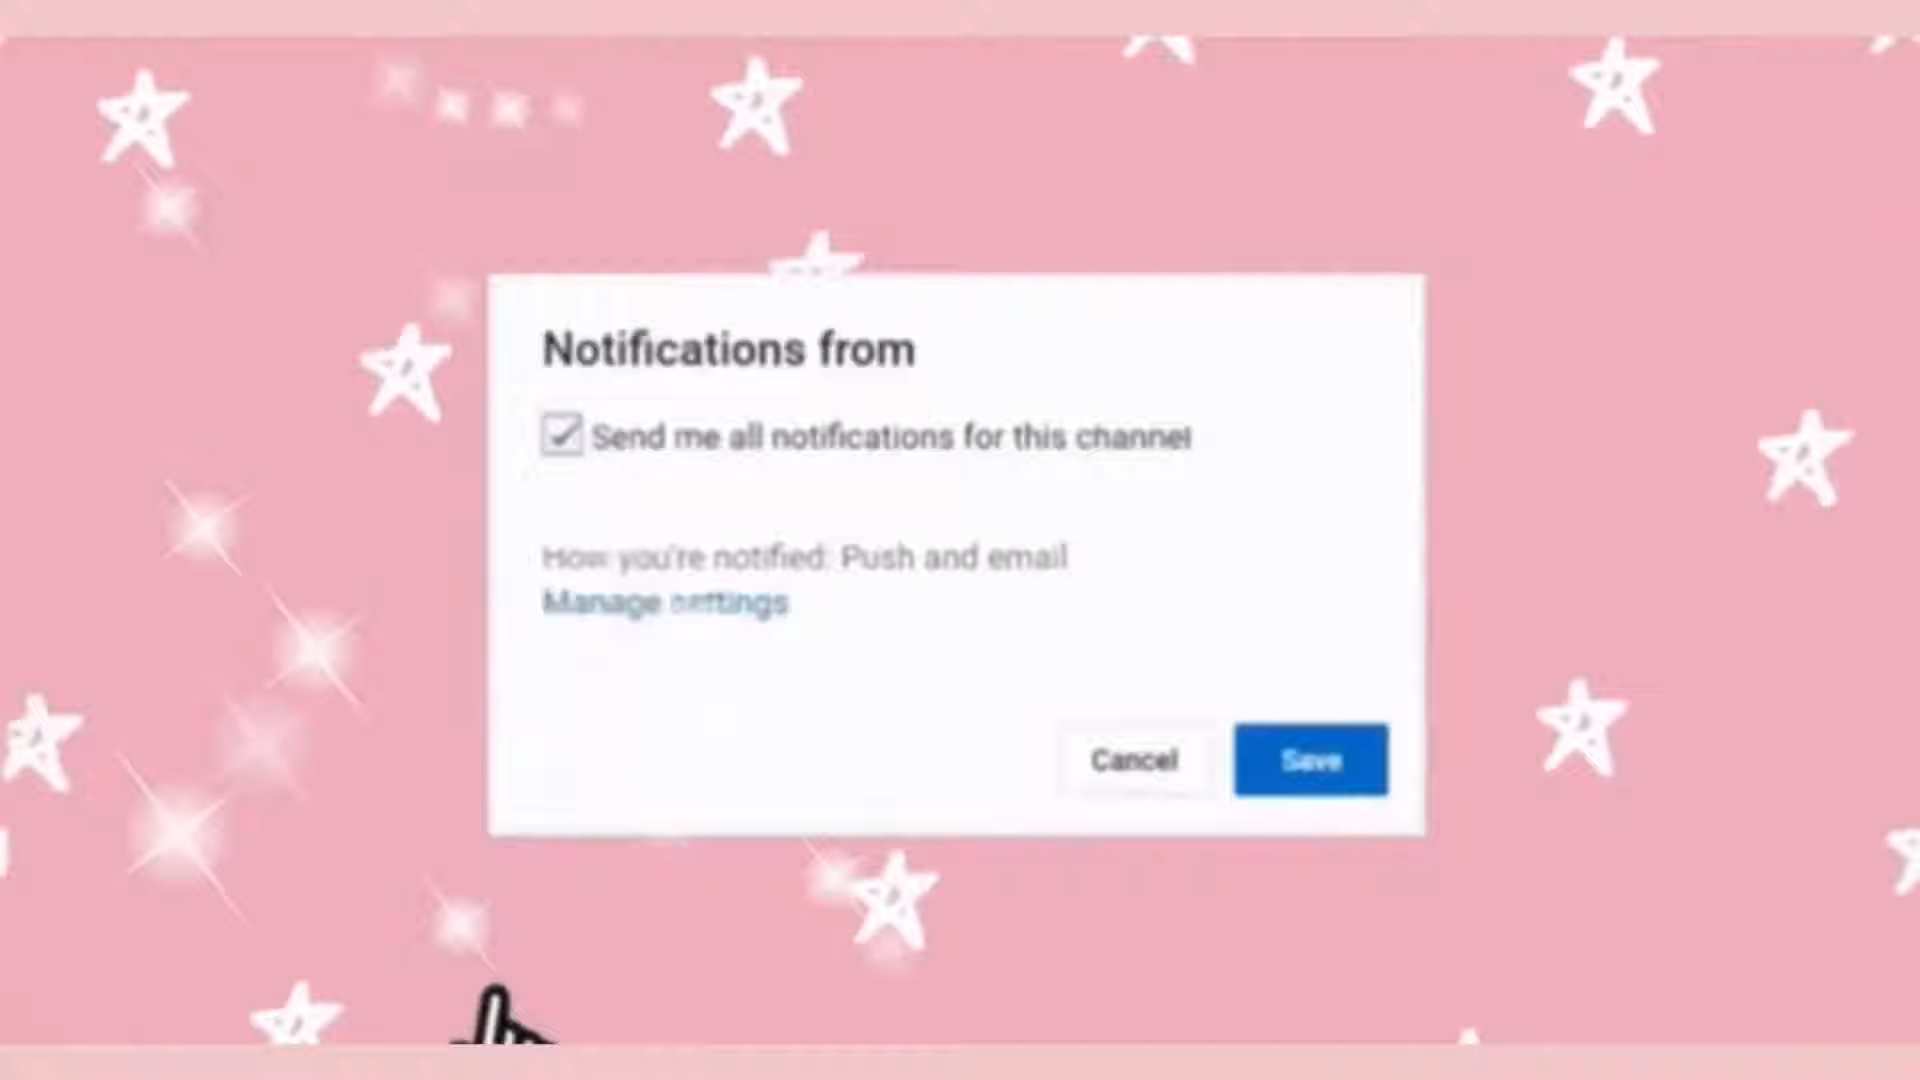 Notifications from
Send me all notifications for this channel
How you're notified: Push and email
Manage settings
Cancel
Save